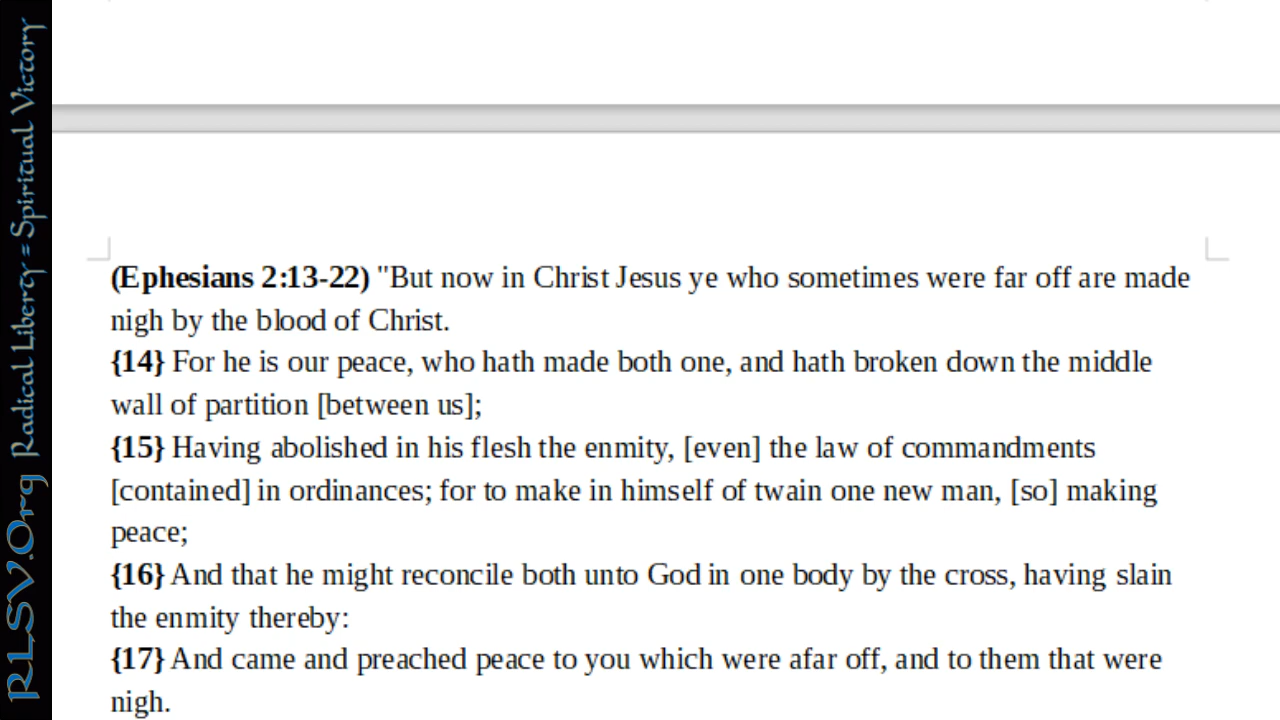 RLSV.Org Radical Liberty = Spiritual Victory
(Ephesians 2:13-22) "But now in Christ Jesus ye who sometimes were far off are made
nigh by the blood of Christ.
{14} For he is our peace, who hath made both one, and hath broken down the middle
wall of partition [between us];
{15} Having abolished in his flesh the enmity, [even] the law of commandments
[contained] in ordinances; for to make in himself of twain one new man, [so] making
peace;
{16} And that he might reconcile both unto God in one body by the cross, having slain
the enmity thereby:
{17} And came and preached peace to you which were afar off, and to them that were
nigh.